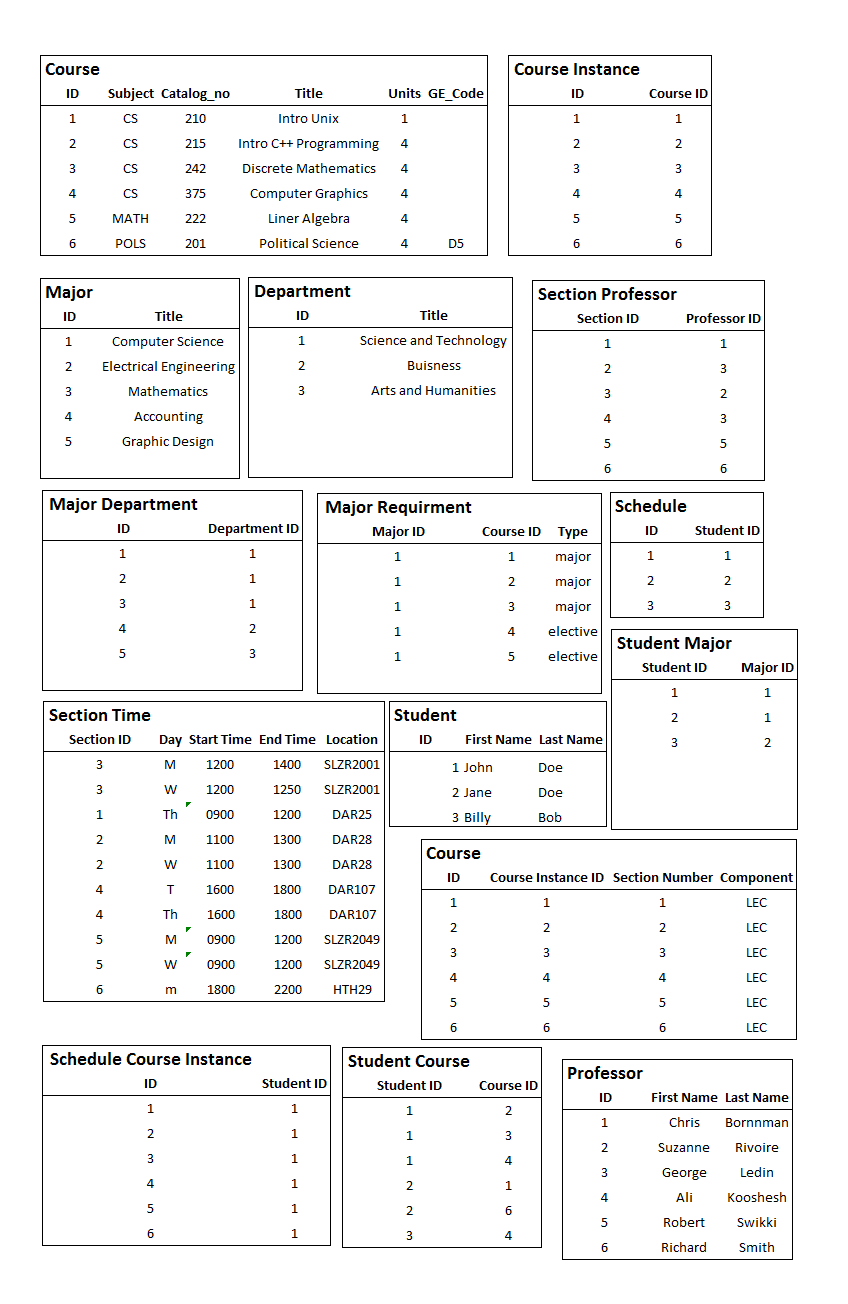 Course
ID Subject Catalog_no Title Units GE_Code
1 CS 210 Intro Unix 1
2 CS 215 Intro C++ Programming 4
3 CS 242 Discrete Mathematics 4
4 CS 375 Computer Graphics 4
5 MATH 222 Liner Algebra 4
6 POLS 201 Political Science 4 D5
Course Instance
ID Course ID
1 1
2 2
3 3
4 4
5 5
6 6
Major
ID Title
1 Computer Science
2 Electrical Engineering
3 Mathematics
4 Accounting
5 Graphic Design
Department
ID Title
1 Science and Technology
2 Buisness
3 Arts and Humanities
Section Professor
Section ID Professor ID
1 1
2 3
3 2
4 3
5 5
6 6
Major Department
ID Department ID
1 1
2 1
3 1
4 2
5 3
Major Requirment
Major ID Course ID Type
1 1 major
1 2 major
1 3 major
1 4 elective
1 5 elective
Schedule
ID Student ID
1 1
2 2
3 3
Student Major
Student ID Major ID
1 1
2 1
3 2
Section Time
Section ID Day Start Time End Time Location
3 M 1200 1400 SLZR2001
3 W 1200 1250 SLZR2001
1 Th 0900 1200 DAR25
2 M 1100 1300 DAR28
2 W 1100 1300 DAR28
4 T 1600 1800 DAR107
4 Th 1600 1800 DAR107
5 M 0900 1200 SLZR2049
5 W 0900 1200 SLZR2049
6 m 1800 2200 HTH29
Student
ID First Name Last Name
1 John Doe
2 Jane Doe
3 Billy Bob
Course
ID Course Instance ID Section Number Component
1 1 1 LEC
2 2 2 LEC
3 3 3 LEC
4 4 4 LEC
5 5 5 LEC
6 6 6 LEC
Schedule Course Instance
ID Student ID
1 1
2 1
3 1
4 1
5 1
6 1
Student Course
Student ID Course ID
1 2
1 3
1 4
2 1
2 6
3 4
Professor
ID First Name Last Name
1 Chris Bornnman
2 Suzanne Rivoire
3 George Ledin
4 Ali Kooshesh
5 Robert Swikki
6 Richard Smith